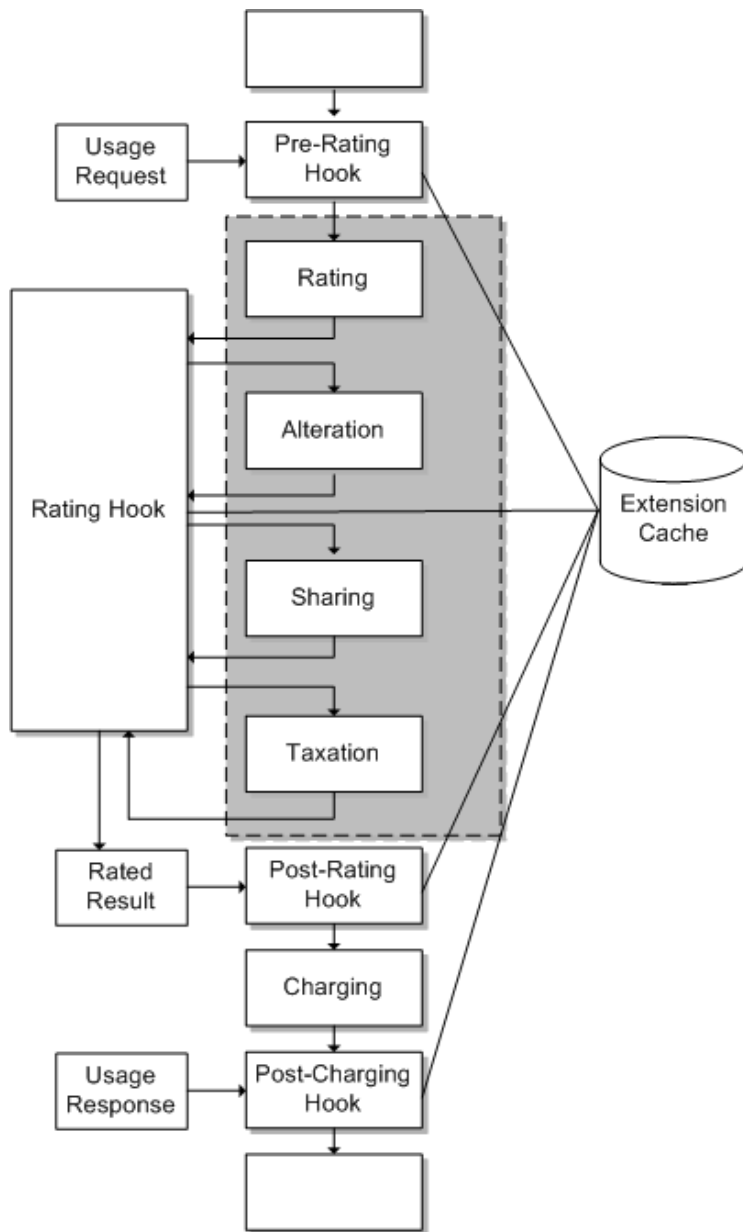 Usage
Request
Pre-Rating
Hook
Rating
Alteration
Rating Hook
Extension
Cache
Sharing
Taxation
Rated
Result
Post-Rating
Hook
Charging
Usage
Response
Post-Charging
Hook